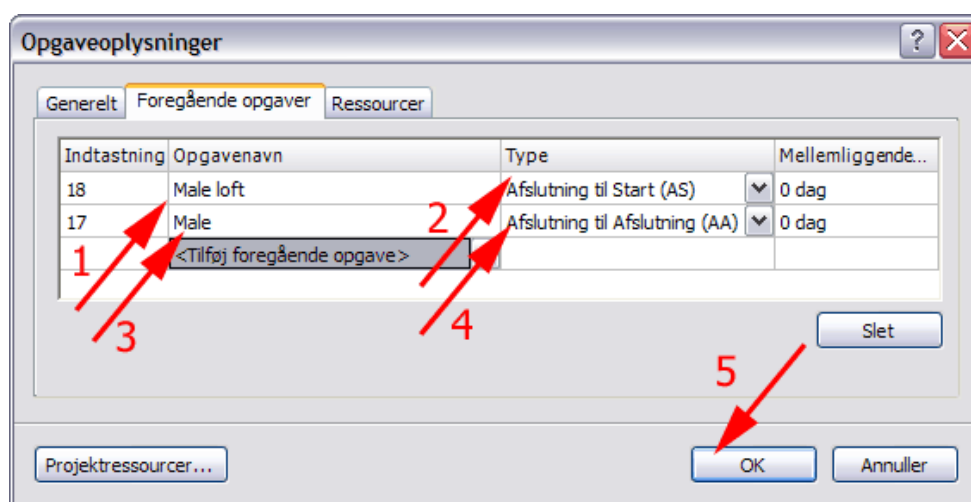 Opgaveoplysninger
Generelt Foregående opgaver Ressourcer
Indtastning Opgavenavn Type Mellemliggende...
18 Male loft Afslutning til Start (AS) 0 dag
17 Male Afslutning til Afslutning (AA) 0 dag
<Tilføj foregående opgave>
1
2
3
4
Slet
5
Projektressourcer... OK Annuller